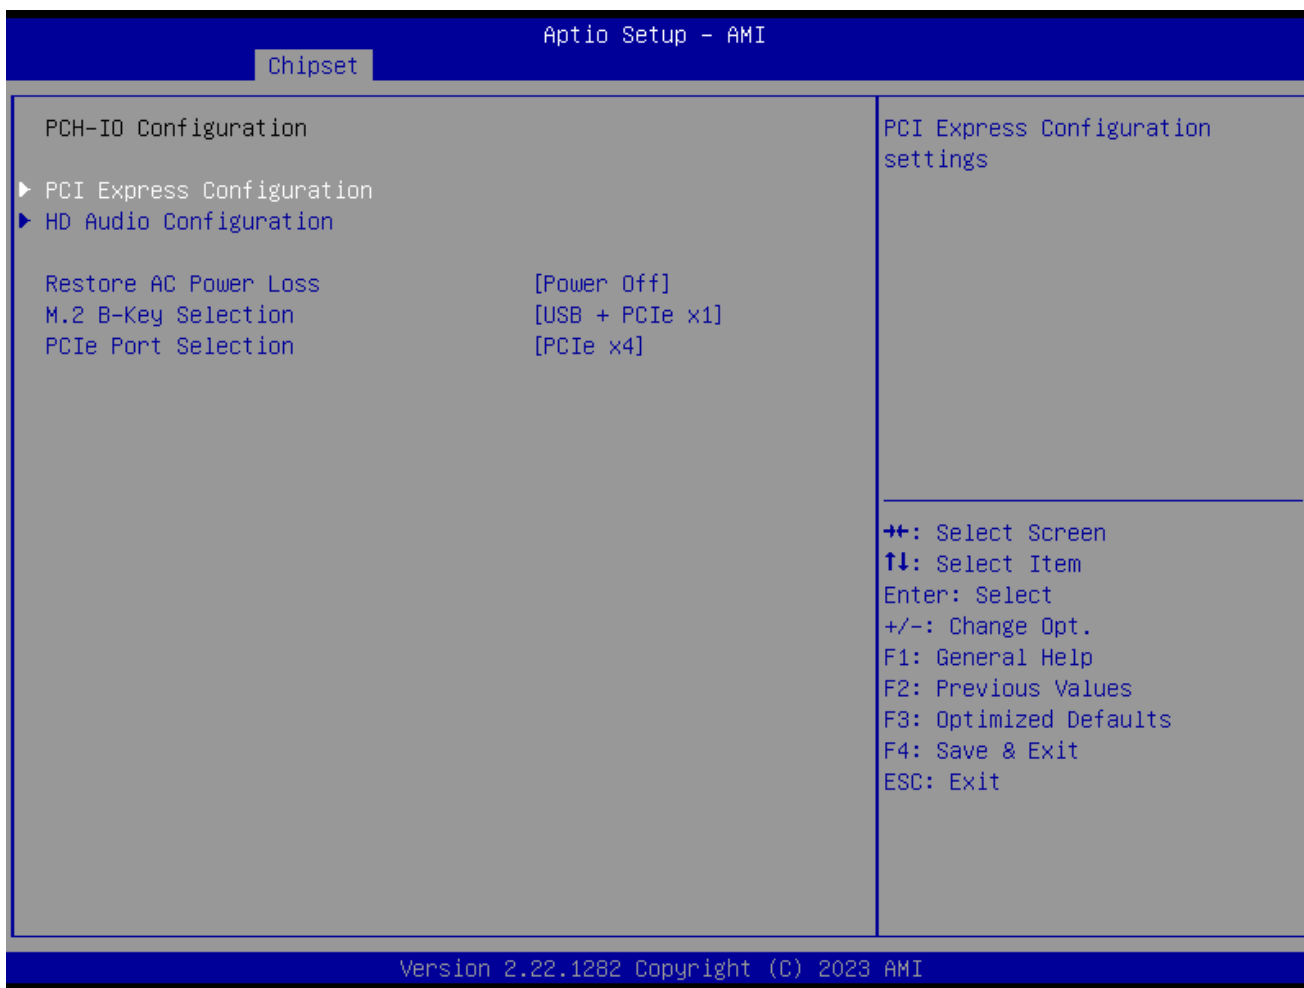 Aptio Setup – AMI
Chipset
PCH-IO Configuration
PCI Express Configuration
HD Audio Configuration
Restore AC Power Loss [Power Off]
M.2 B-Key Selection [USB + PCIe x1]
PCIe Port Selection [PCIe x4]
PCI Express Configuration
settings
→←: Select Screen
↑↓: Select Item
Enter: Select
+/-: Change Opt.
F1: General Help
F2: Previous Values
F3: Optimized Defaults
F4: Save & Exit
ESC: Exit
Version 2.22.1282 Copyright (C) 2023 AMI